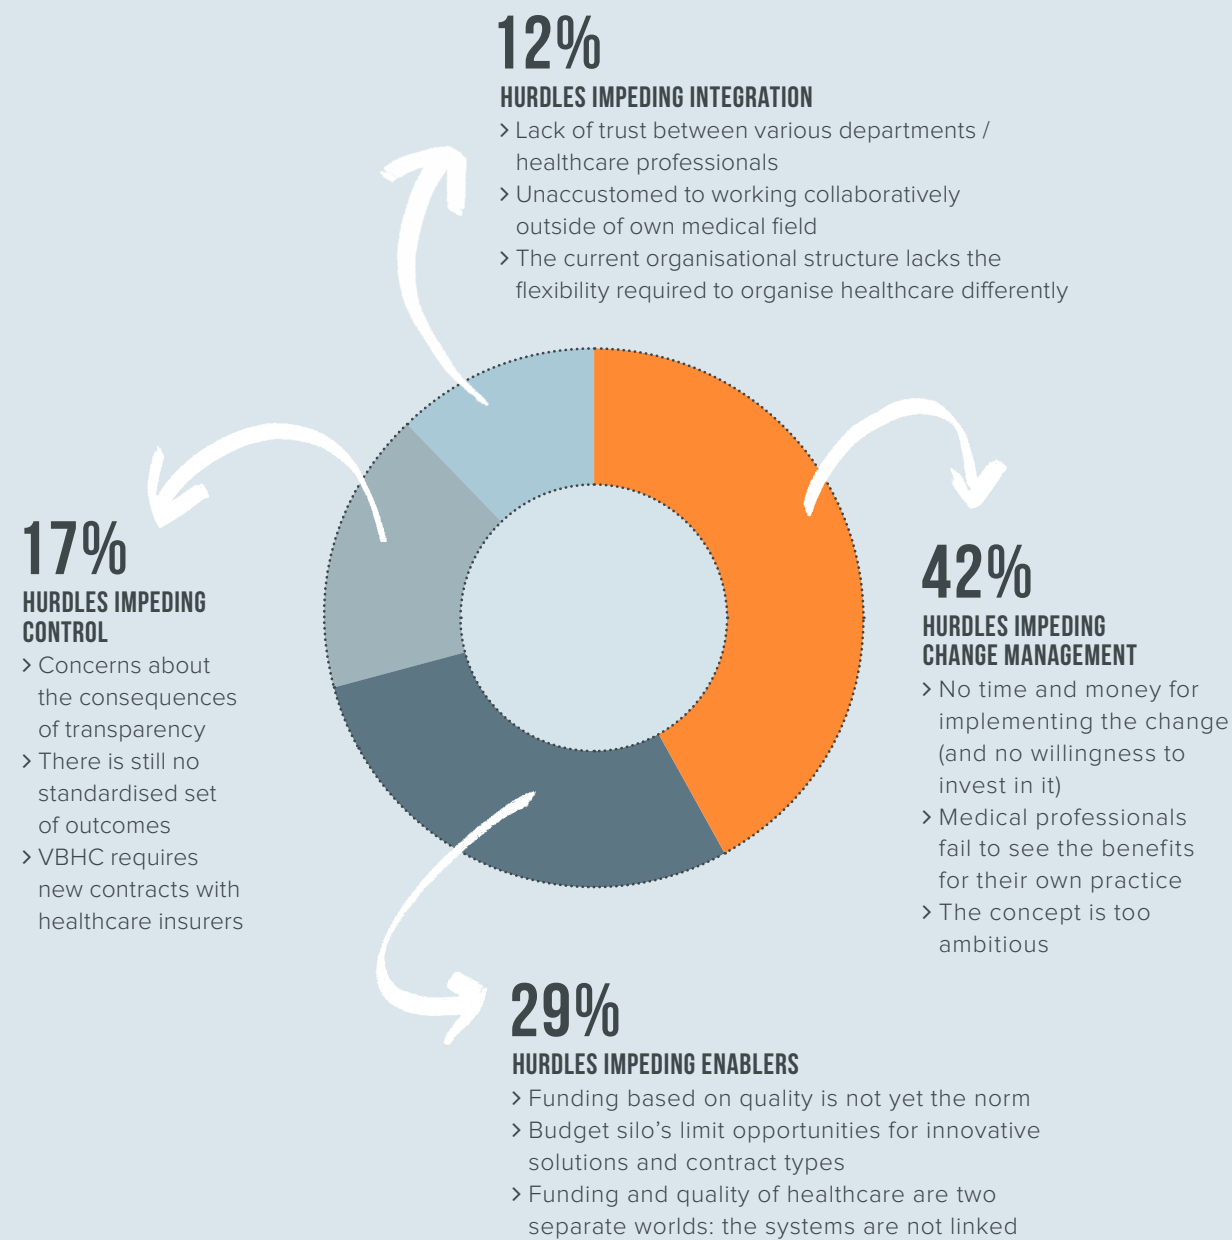 12%
HURDLES IMPEDING INTEGRATION
> Lack of trust between various departments /
healthcare professionals
> Unaccustomed to working collaboratively
outside of own medical field
> The current organisational structure lacks the
flexibility required to organise healthcare differently
17%
HURDLES IMPEDING
CONTROL
> Concerns about
the consequences
of transparency
> There is still no
standardised set
of outcomes
> VBHC requires
new contracts with
healthcare insurers
42%
HURDLES IMPEDING
CHANGE MANAGEMENT
> No time and money for
implementing the change
(and no willingness to
invest in it)
> Medical professionals
fail to see the benefits
for their own practice
> The concept is too
ambitious
29%
HURDLES IMPEDING ENABLERS
> Funding based on quality is not yet the norm
> Budget silo’s limit opportunities for innovative
solutions and contract types
> Funding and quality of healthcare are two
separate worlds: the systems are not linked